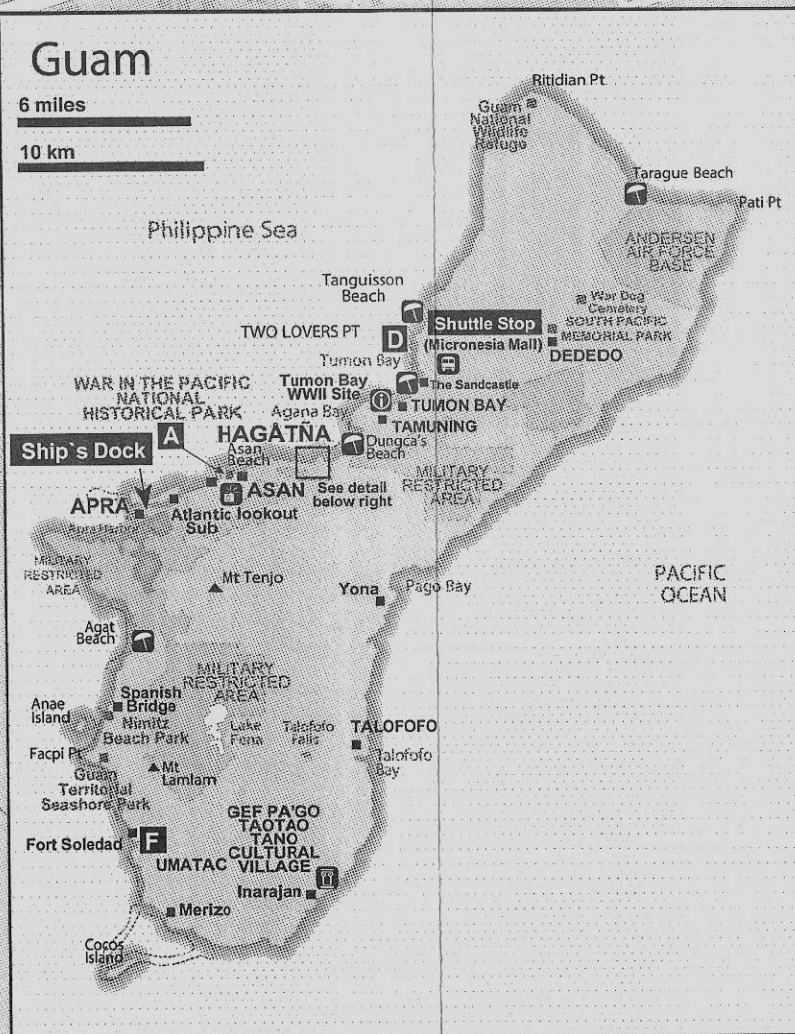 Guam
6 miles
10 km
Ritidian Pt
Guam
National
Wildlife
Refuge
Tarague Beach
Pati Pt
Philippine Sea
ANDERSEN
AIR FORCE
BASE
Tanguisson
Beach
War Dog
Cemetery
TWO LOVERS PT
D
Shuttle Stop
(Micronesia Mall)
SOUTH PACIFIC
MEMORIAL PARK
DEDEDO
Tumon Bay
The Sandcastle
WAR IN THE PACIFIC
NATIONAL
HISTORICAL PARK
Tumon Bay
WWII Site
TUMON BAY
Agana Bay
TAMUNING
A
HAGÅTÑA
Dungca's
Beach
Ship`s Dock
Asan
Beach
ASAN
See detail
below right
MILITARY
RESTRICTED
AREA
APRA
Apra Harbor
Atlantic
Sub
lookout
MILITARY
RESTRICTED
AREA
Mt Tenjo
Yona
Pago Bay
PACIFIC
OCEAN
Agat
Beach
MILITARY
RESTRICTED
AREA
Anae
Island
Spanish
Bridge
Nimitz
Beach Park
Lake
Fena
Talofofo
Falls
TALOFOFO
Talofofo
Bay
Facpi Pt
Mt
Lamlam
Guam
Territorial
Seashore Park
GEF PA'GO
TAOTAO
TANO
CULTURAL
VILLAGE
Fort Soledad
F
UMATAC
Inarajan
Merizo
Cocos
Island